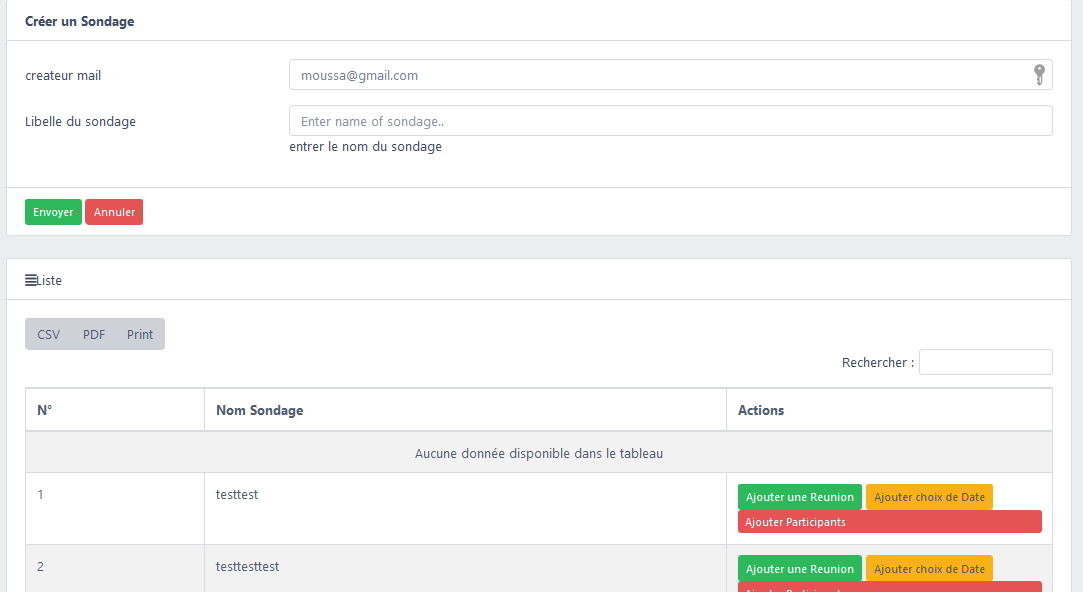 Créer un Sondage
createur mail
moussa@gmail.com
Libelle du sondage
Enter name of sondage..
entrer le nom du sondage
Envoyer Annuler
Liste
CSV PDF Print
Rechercher :
N° Nom Sondage Actions
Aucune donnée disponible dans le tableau
1 testtest Ajouter une Reunion Ajouter choix de Date
Ajouter Participants
2 testtesttest Ajouter une Reunion Ajouter choix de Date